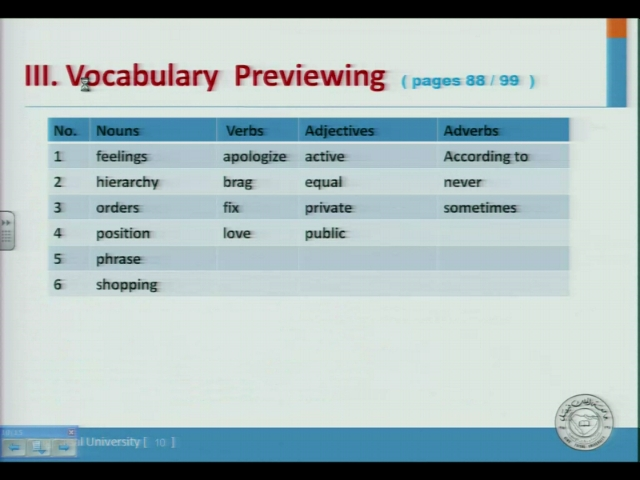 III. Vocabulary Previewing ( pages 88 / 99 )
No. Nouns Verbs Adjectives Adverbs
1 feelings apologize active According to
2 hierarchy brag equal never
3 orders fix private sometimes
4 position love public
5 phrase
6 shopping
University [ 10 ]